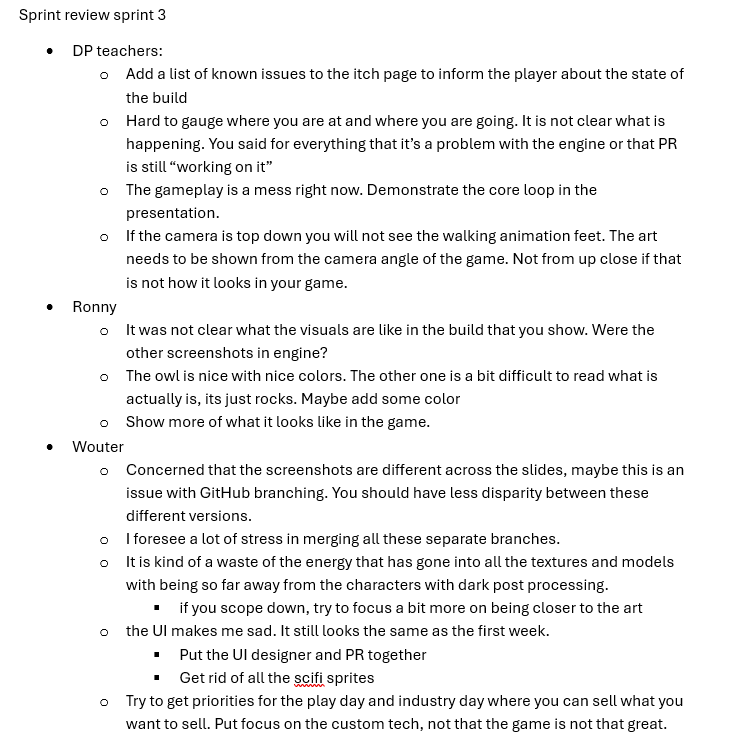 Sprint review sprint 3
• DP teachers:
o Add a list of known issues to the itch page to inform the player about the state of
the build
o Hard to gauge where you are at and where you are going. It is not clear what is
happening. You said for everything that it’s a problem with the engine or that PR
is still “working on it”
o The gameplay is a mess right now. Demonstrate the core loop in the
presentation.
o If the camera is top down you will not see the walking animation feet. The art
needs to be shown from the camera angle of the game. Not from up close if that
is not how it looks in your game.
• Ronny
o It was not clear what the visuals are like in the build that you show. Were the
other screenshots in engine?
o The owl is nice with nice colors. The other one is a bit difficult to read what is
actually is, its just rocks. Maybe add some color
o Show more of what it looks like in the game.
• Wouter
o Concerned that the screenshots are different across the slides, maybe this is an
issue with GitHub branching. You should have less disparity between these
different versions.
o I foresee a lot of stress in merging all these separate branches.
o It is kind of a waste of the energy that has gone into all the textures and models
with being so far away from the characters with dark post processing.
▪ if you scope down, try to focus a bit more on being closer to the art
o the UI makes me sad. It still looks the same as the first week.
▪ Put the UI designer and PR together
▪ Get rid of all the scifi sprites
o Try to get priorities for the play day and industry day where you can sell what you
want to sell. Put focus on the custom tech, not that the game is not that great.